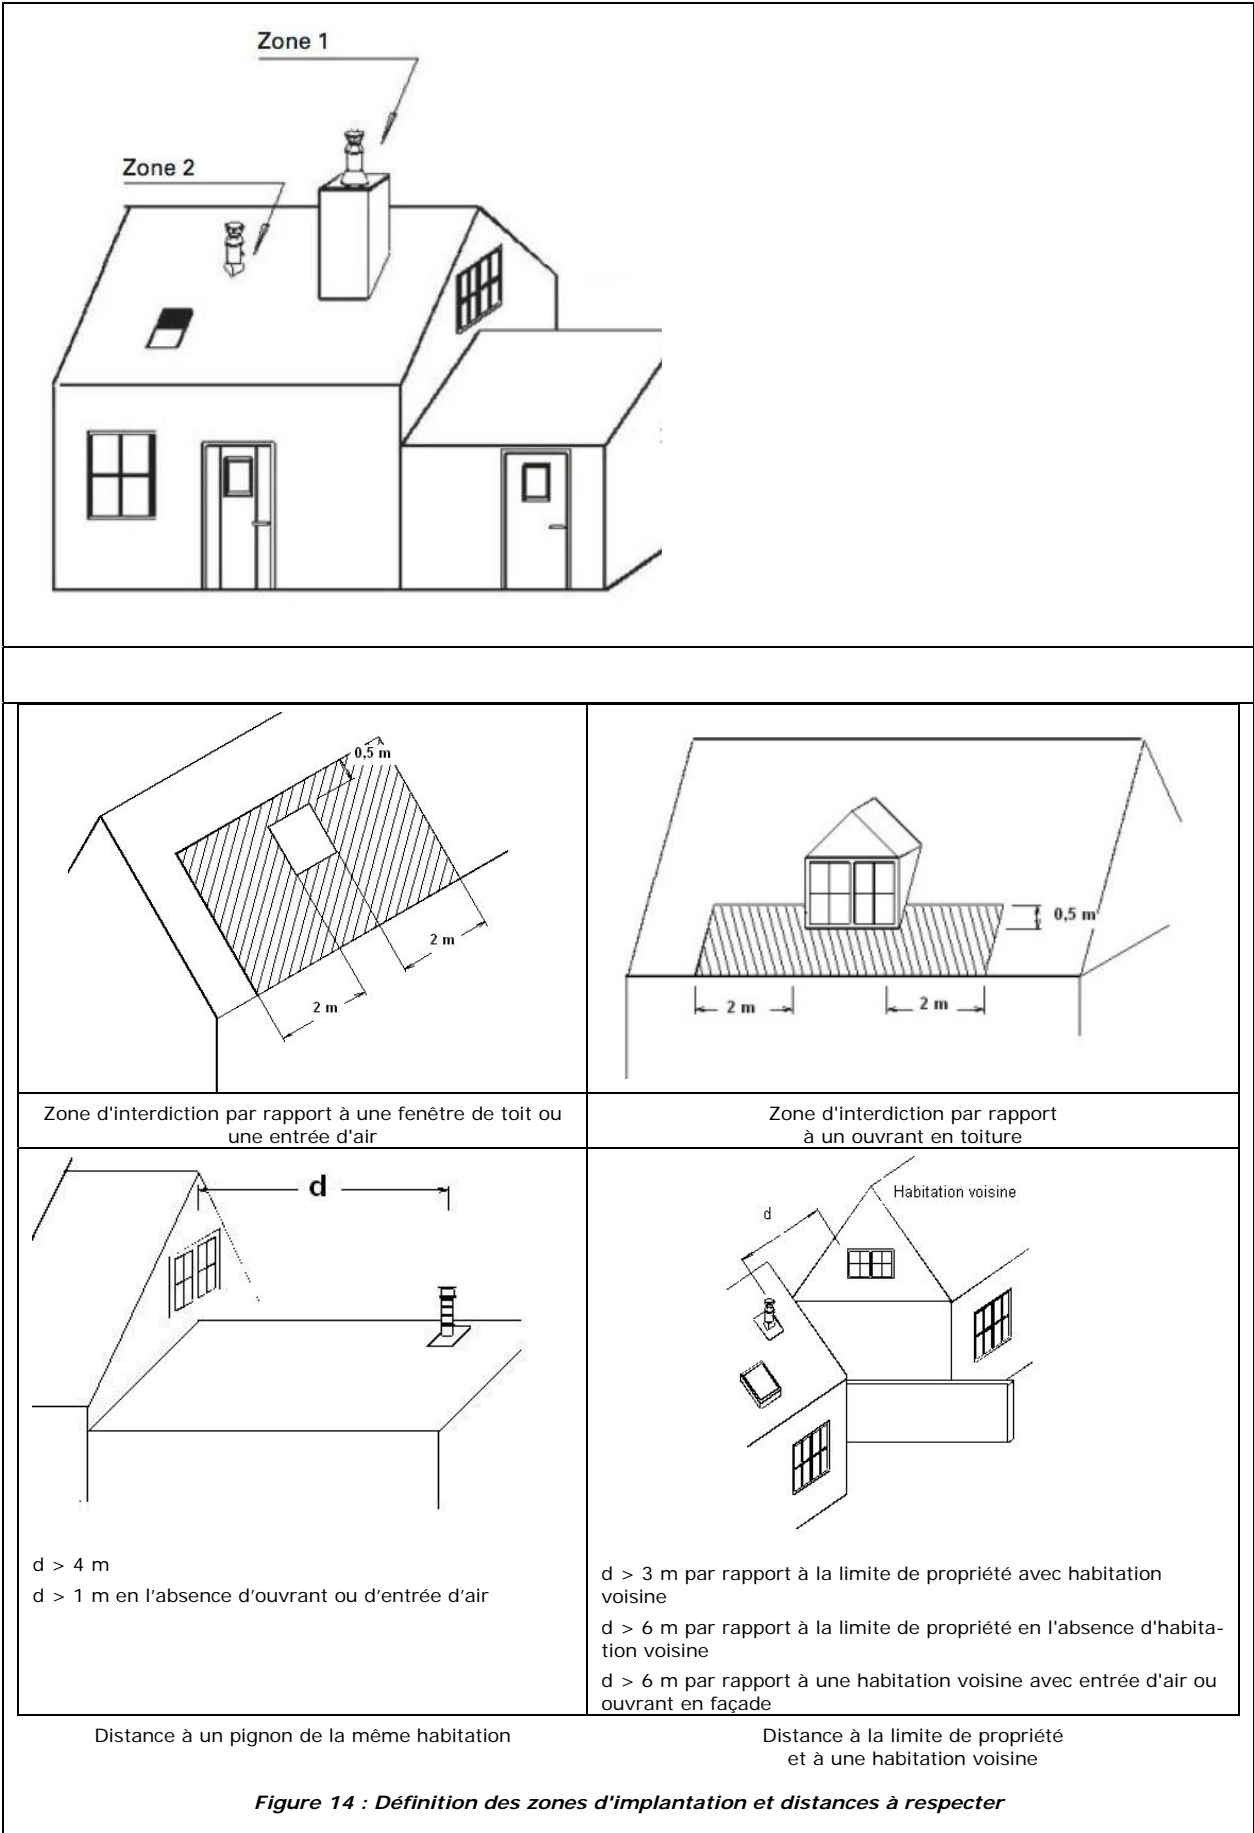 Zone 1
Zone 2
0,5 m
2 m
2 m
0,5 m
2 m
2 m
Zone d'interdiction par rapport à une fenêtre de toit ou
une entrée d'air
Zone d'interdiction par rapport
à un ouvrant en toiture
d
d > 4 m
d > 1 m en l’absence d’ouvrant ou d’entrée d’air
Habitation voisine
d
d > 3 m par rapport à la limite de propriété avec habitation
voisine
d > 6 m par rapport à la limite de propriété en l'absence d'habita-
tion voisine
d > 6 m par rapport à une habitation voisine avec entrée d'air ou
ouvrant en façade
Distance à un pignon de la même habitation
Distance à la limite de propriété
et à une habitation voisine
Figure 14 : Définition des zones d'implantation et distances à respecter